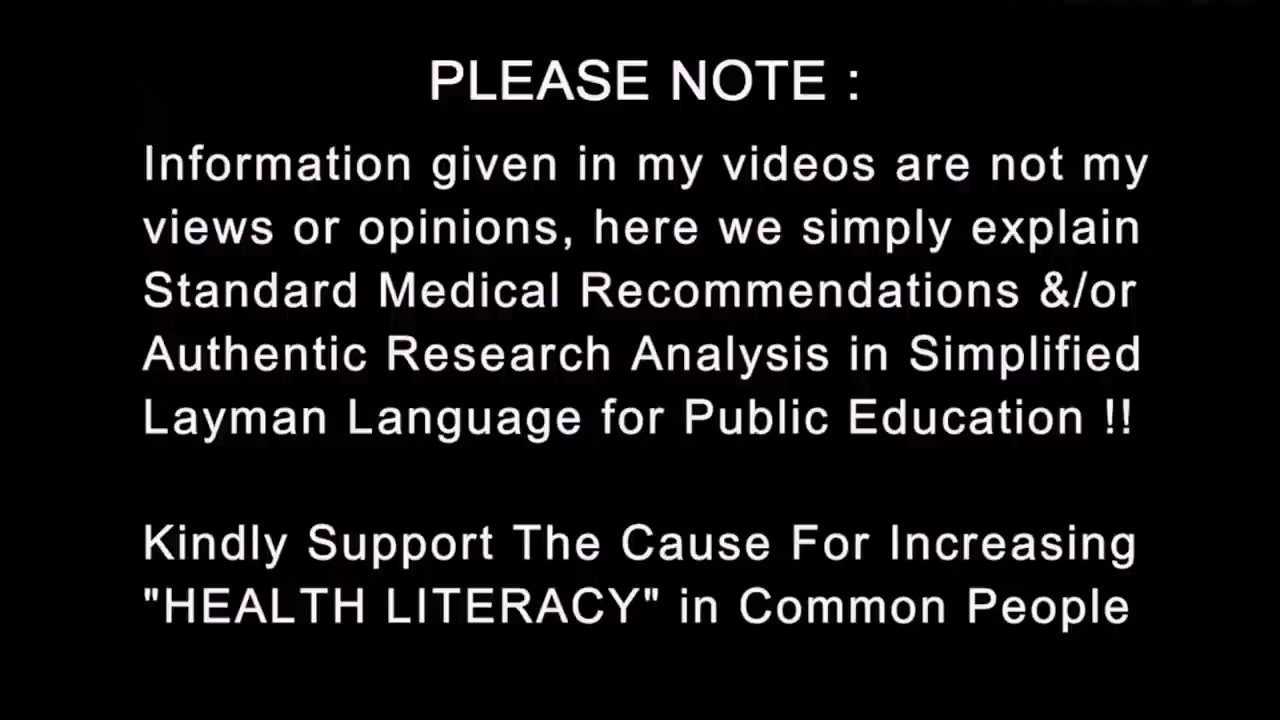 PLEASE NOTE :
Information given in my videos are not my
views or opinions, here we simply explain
Standard Medical Recommendations &/or
Authentic Research Analysis in Simplified
Layman Language for Public Education !!
Kindly Support The Cause For Increasing
"HEALTH LITERACY" in Common People